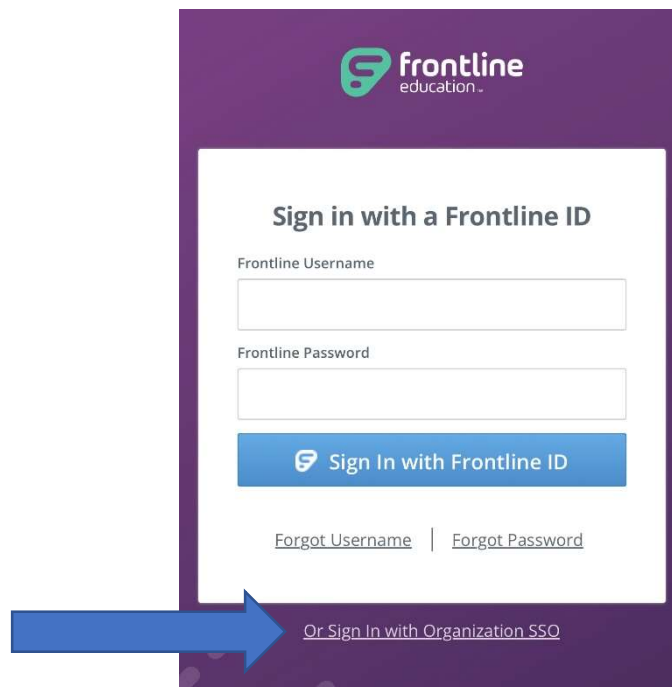 frontline
education™
Sign in with a Frontline ID
Frontline Username
Frontline Password
Sign In with Frontline ID
Forgot Username | Forgot Password
Or Sign In with Organization SSO